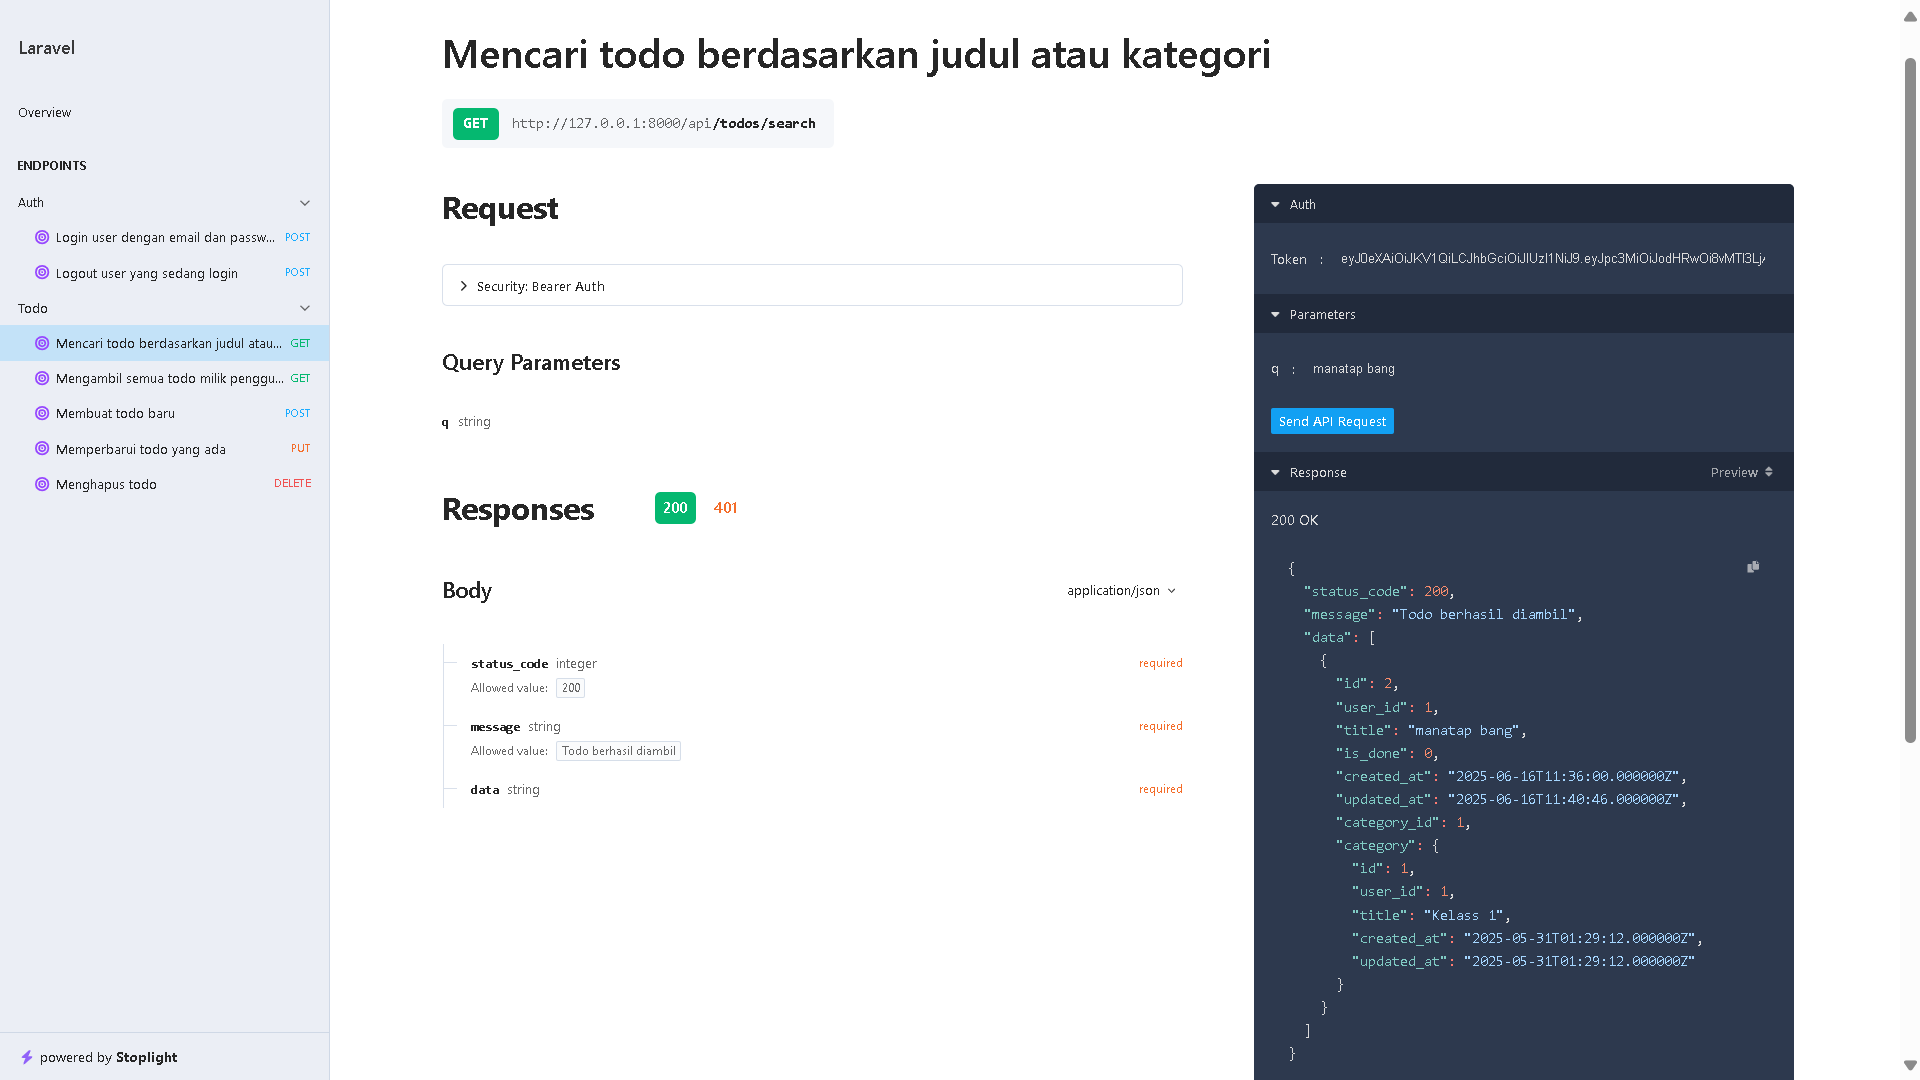 Laravel
Overview
ENDPOINTS
Auth
Login user dengan email dan passw... POST
Logout user yang sedang login POST
Todo
Mencari todo berdasarkan judul atau... GET
Mengambil semua todo milik penggu... GET
Membuat todo baru POST
Memperbarui todo yang ada PUT
Menghapus todo DELETE
powered by Stoplight
Mencari todo berdasarkan judul atau kategori
GET http://127.0.0.1:8000/api/todos/search
Request
Security: Bearer Auth
Query Parameters
q string
Responses 200 401
Body application/json
status_code integer required
Allowed value: 200
message string required
Allowed value: Todo berhasil diambil
data string required
Auth
Token : eyJ0eXAiOiJKV1QiLCJhbGciOiJIUzI1NiJ9.eyJpc3MiOiJodHRwOi8vMTI3Lj
Parameters
q : manatap bang
Send API Request
Response Preview
200 OK
{
"status_code": 200,
"message": "Todo berhasil diambil",
"data": [
{
"id": 2,
"user_id": 1,
"title": "manatap bang",
"is_done": 0,
"created_at": "2025-06-16T11:36:00.000000Z",
"updated_at": "2025-06-16T11:40:46.000000Z",
"category_id": 1,
"category": {
"id": 1,
"user_id": 1,
"title": "Kelass 1",
"created_at": "2025-05-31T01:29:12.000000Z",
"updated_at": "2025-05-31T01:29:12.000000Z"
}
}
]
}